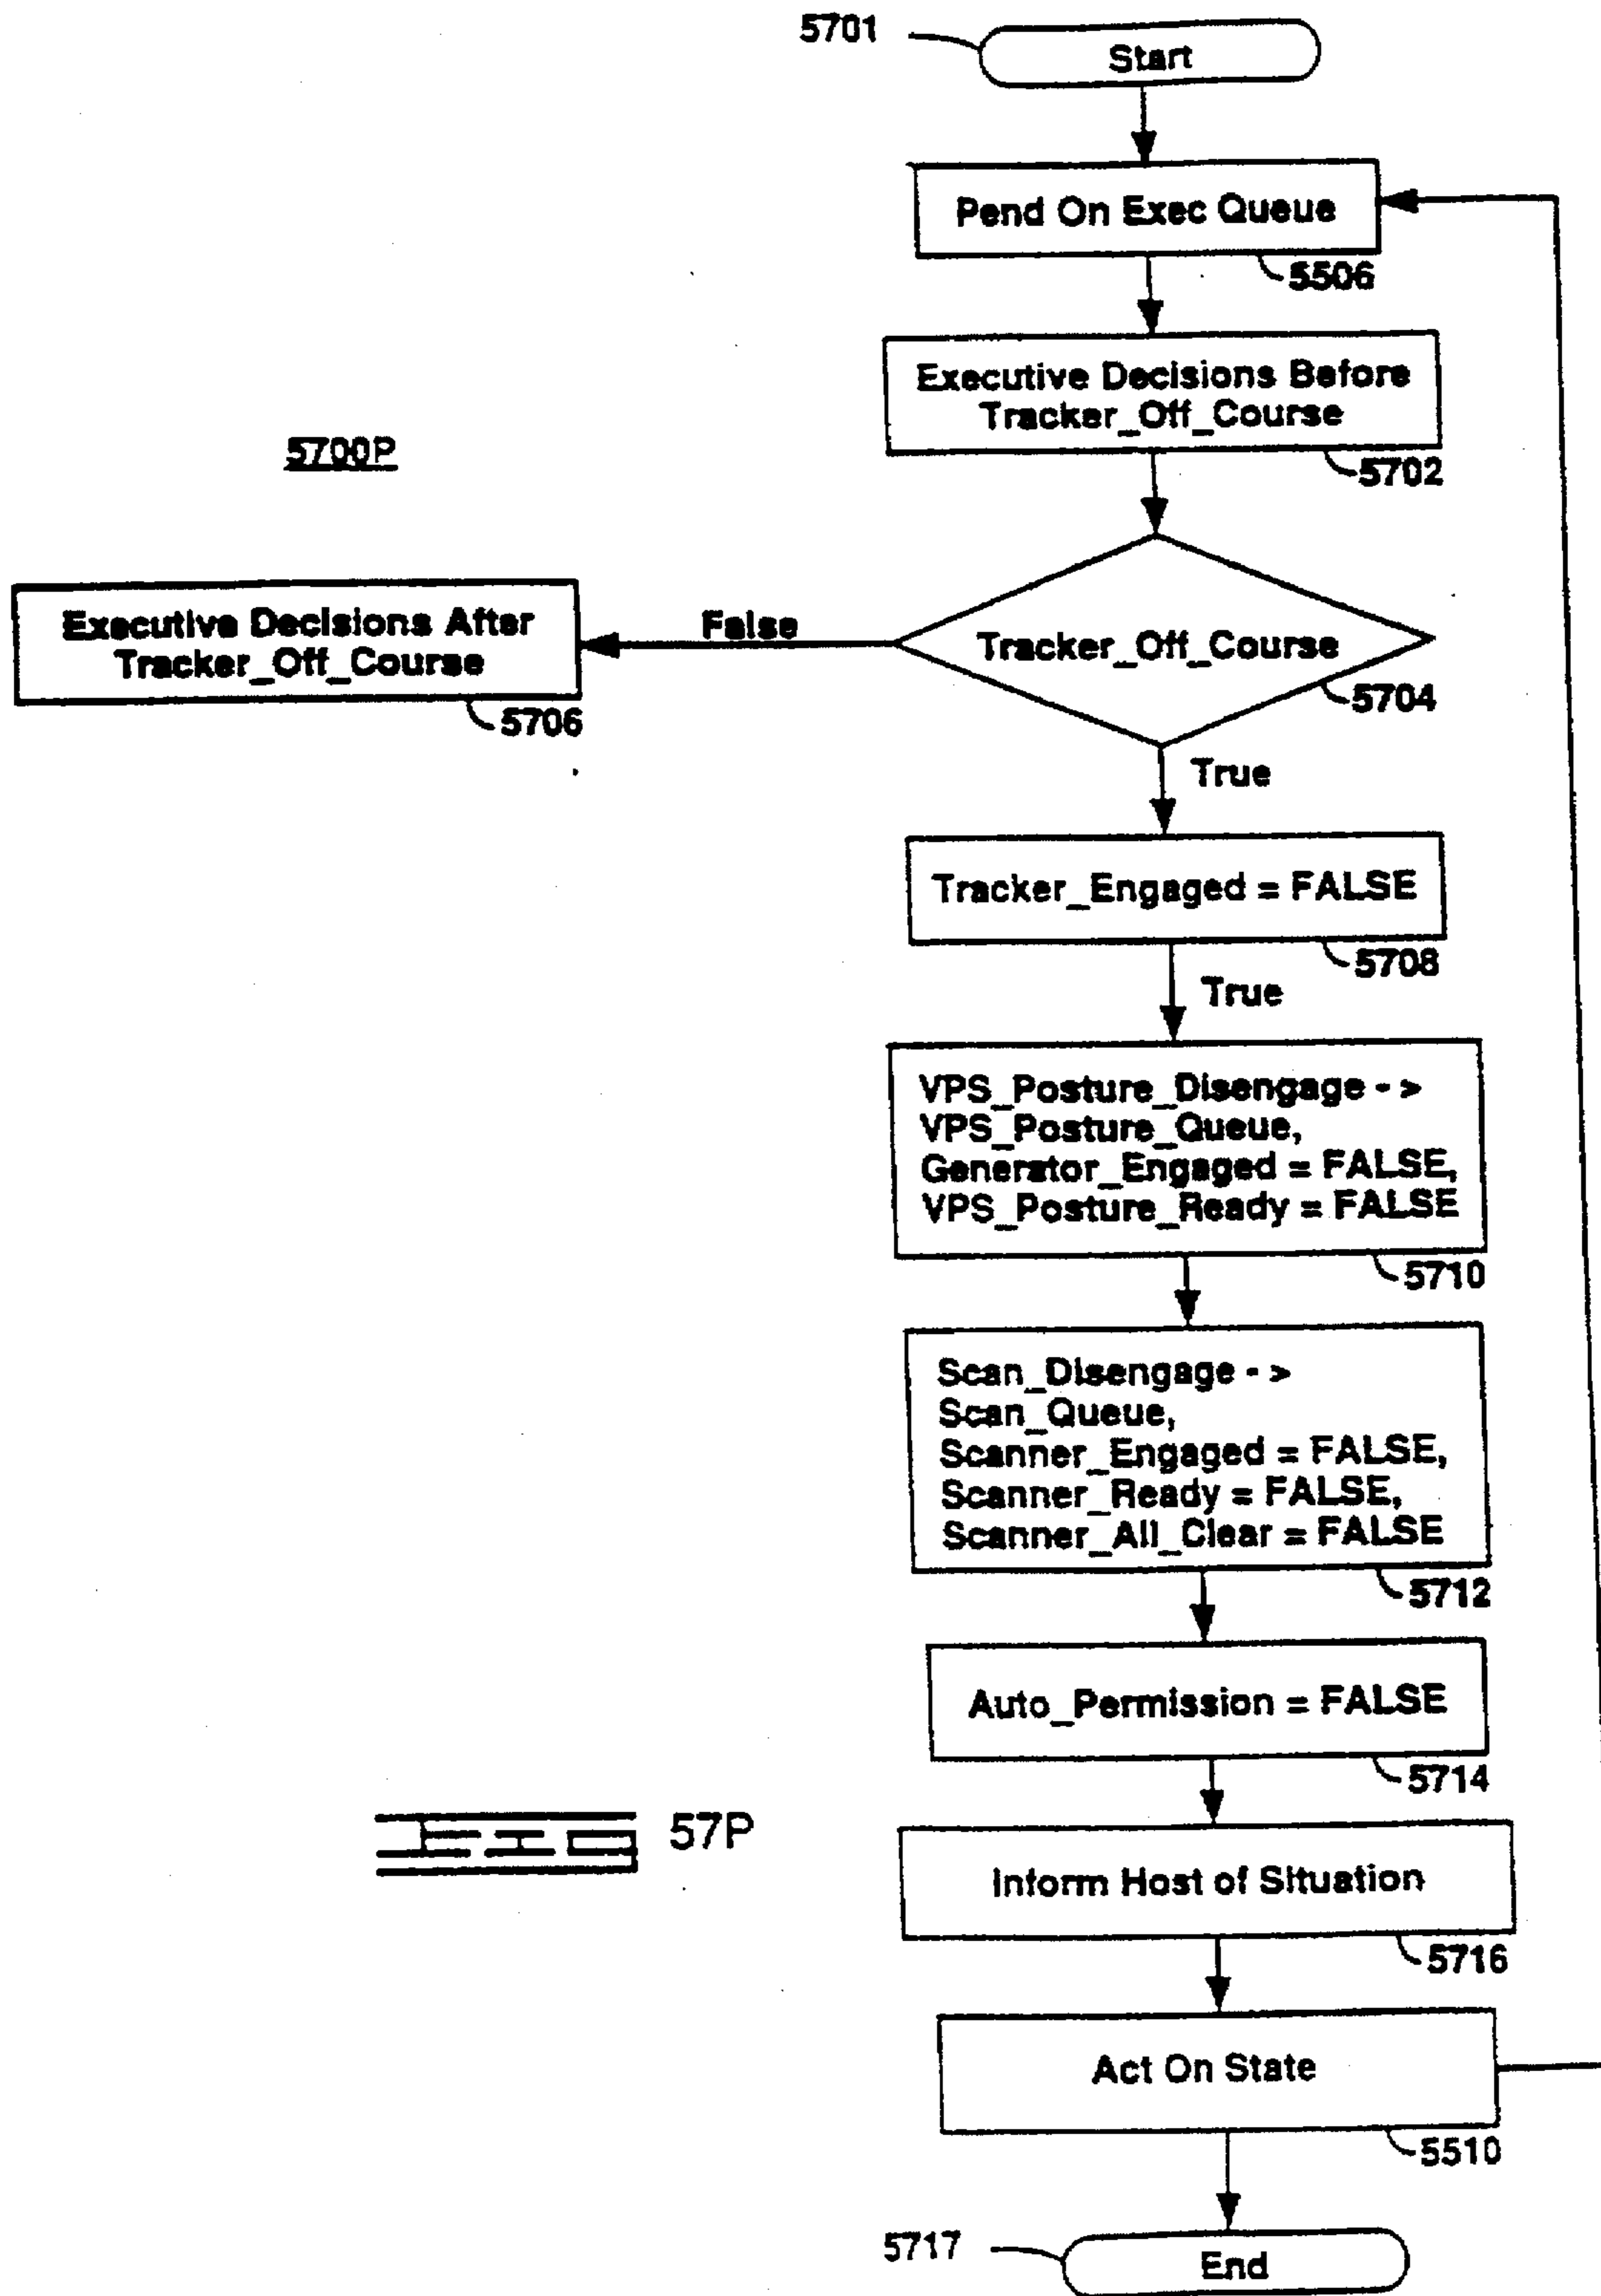 5701
Start
Pend On Exec Queue
5506
Executive Decisions Before
Tracker_Off_Course
5702
5700P
Executive Decisions After
Tracker_Off_Course
5706
False
Tracker_Off_Course
5704
True
Tracker_Engaged = FALSE
5708
True
VPS_Posture_Disengage - >
VPS_Posture_Queue,
Generator_Engaged = FALSE,
VPS_Posture_Ready = FALSE
5710
Scan_Disengage - >
Scan_Queue,
Scanner_Engaged = FALSE,
Scanner_Ready = FALSE,
Scanner_All_Clear = FALSE
5712
Auto_Permission = FALSE
5714
FIG 57P
Inform Host of Situation
5716
Act On State
5510
5717
End